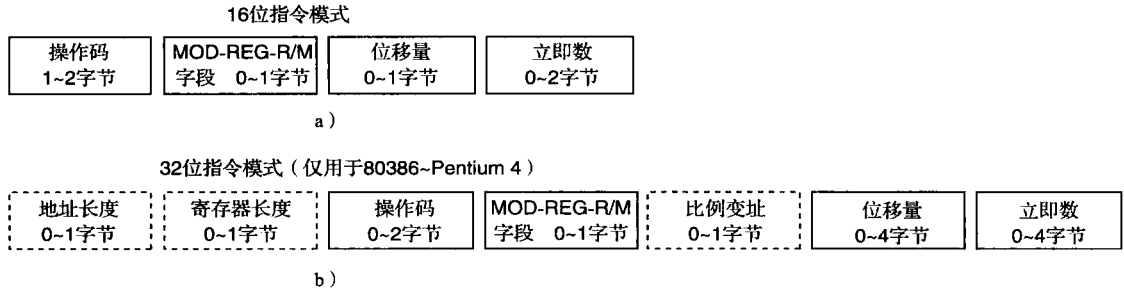 16位指令模式
操作码 MOD-REG-R/M 位移量 立即数
1~2字节 字段 0~1字节 0~1字节 0~2字节
a）
32位指令模式（仅用于80386~Pentium 4）
地址长度 寄存器长度 操作码 MOD-REG-R/M 比例变址 位移量 立即数
0~1字节 0~1字节 0~2字节 字段 0~1字节 0~1字节 0~4字节 0~4字节
b）